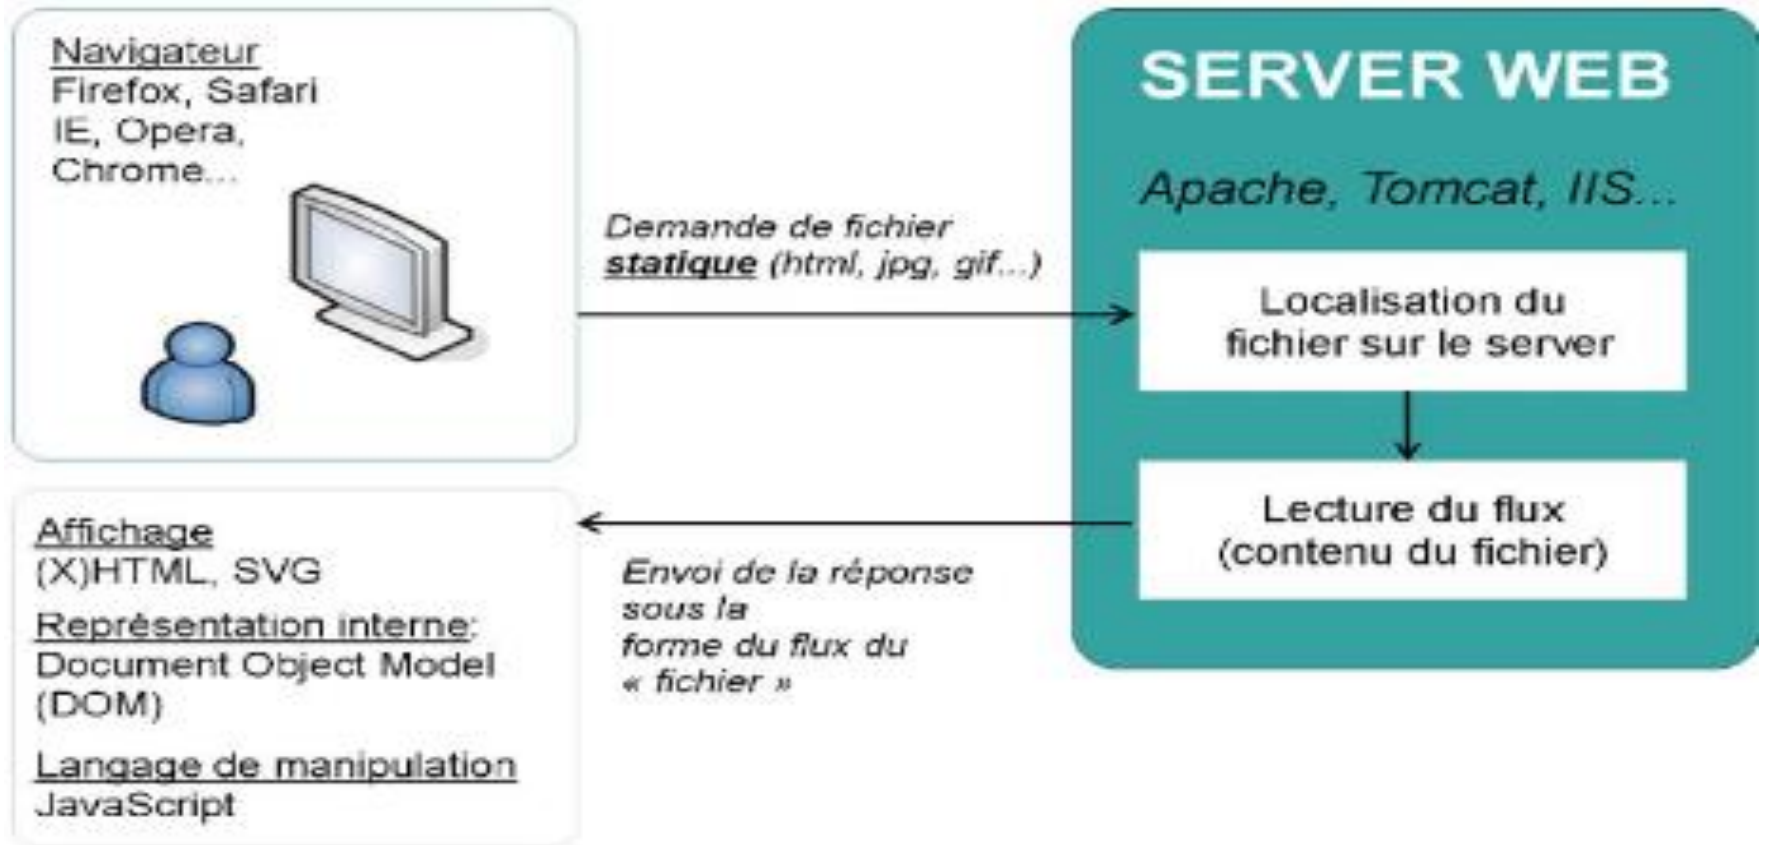 Navigateur
Firefox, Safari
IE, Opera,
Chrome...
Demande de fichier
statique (html, jpg, gif...)
SERVER WEB
Apache, Tomcat, IIS...
Localisation du
fichier sur le server
Lecture du flux
(contenu du fichier)
Envoi de la réponse
sous la
forme du flux du
« fichier »
Affichage
(X)HTML, SVG
Représentation interne:
Document Object Model
(DOM)
Langage de manipulation
JavaScript